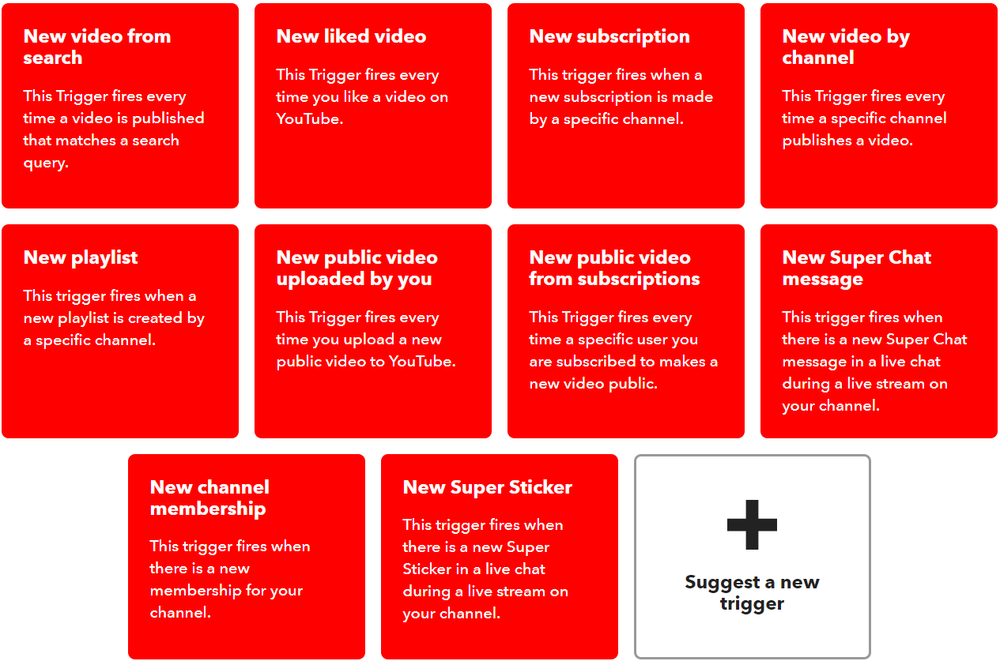 New video from
search
This Trigger fires every
time a video is published
that matches a search
query.
New liked video
This Trigger fires every
time you like a video on
YouTube.
New subscription
This trigger fires when a
new subscription is made
by a specific channel.
New video by
channel
This Trigger fires every
time a specific channel
publishes a video.
New playlist
This trigger fires when a
new playlist is created by
a specific channel.
New public video
uploaded by you
This Trigger fires every
time you upload a new
public video to YouTube.
New public video
from subscriptions
This Trigger fires every
time a specific user you
are subscribed to makes a
new video public.
New Super Chat
message
This trigger fires when
there is a new Super Chat
message in a live chat
during a live stream on
your channel.
New channel
membership
This trigger fires when
there is a new
membership for your
channel.
New Super Sticker
This trigger fires when
there is a new Super
Sticker in a live chat
during a live stream on
your channel.
Suggest a new
trigger